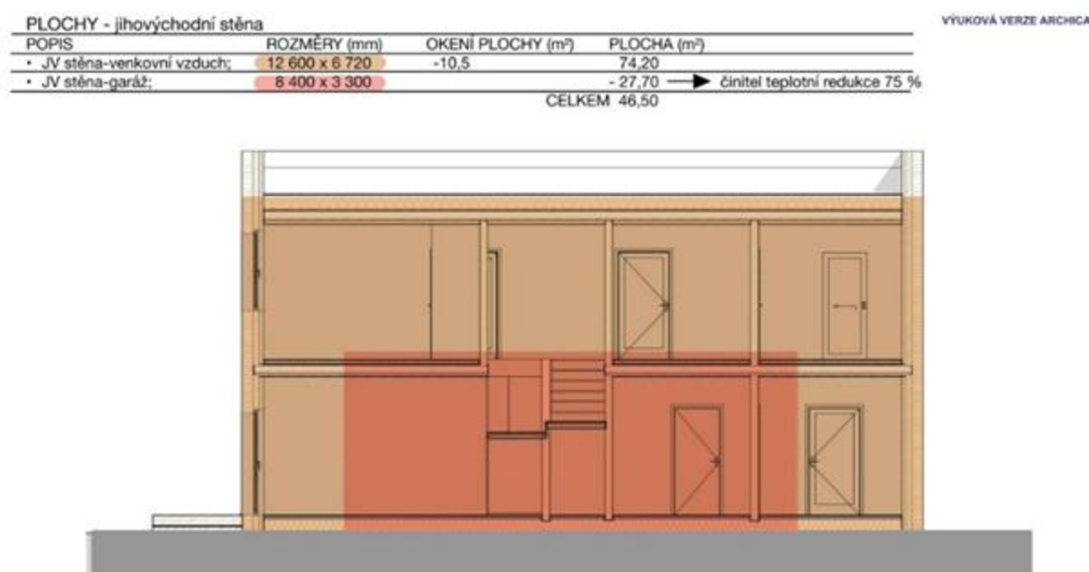 PLOCHY - jihovýchodní stěna
VÝUKOVÁ VERZE ARCHICA
POPIS ROZMĚRY (mm) OKENÍ PLOCHY (m²) PLOCHA (m²)
• JV stěna-venkovní vzduch; 12 600 x 6 720 -10,5 74,20
• JV stěna-garáž; 8 400 x 3 300 - 27,70 činitel teplotní redukce 75 %
CELKEM 46,50